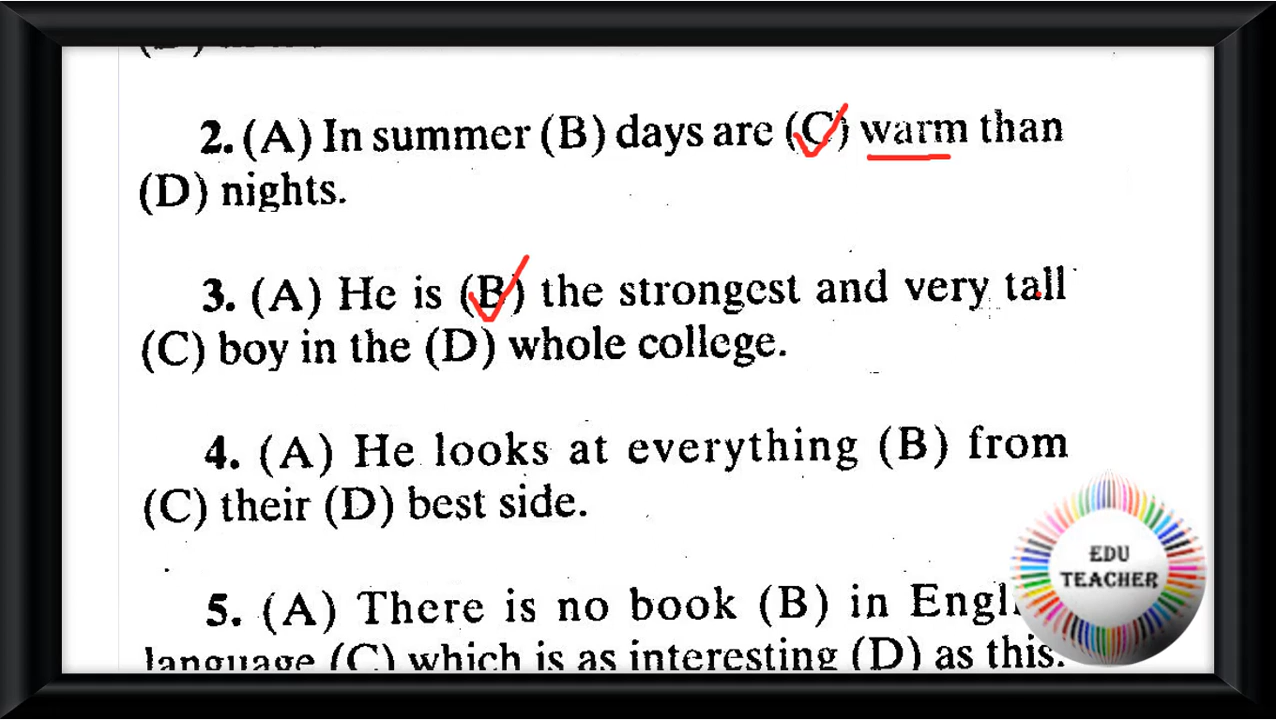 2. (A) In summer (B) days are (C) warm than
(D) nights.
3. (A) He is (B) the strongest and very tall
(C) boy in the (D) whole college.
4. (A) He looks at everything (B) from
(C) their (D) best side.
5. (A) There is no book (B) in
language (C) which is as interesting (D) as this.
EDU
TEACHER